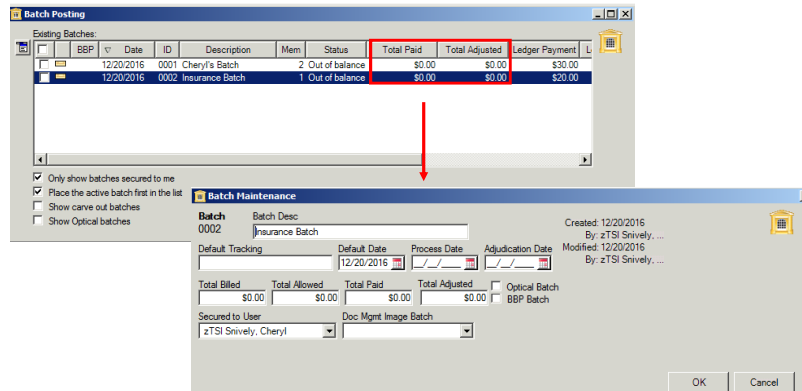 Batch Posting
Existing Batches:
BBP Date ID Description Mem Status Total Paid Total Adjusted Ledger Payment L
12/20/2016 0001 Cheryl's Batch 2 Out of balance $0.00 $0.00 $30.00
12/20/2016 0002 Insurance Batch 1 Out of balance $0.00 $0.00 $20.00
Only show batches secured to me
Place the active batch first in the list
Show carve out batches
Show Optical batches
Batch Maintenance
Batch Batch Desc
0002 Insurance Batch
Created: 12/20/2016
By: zTSI Snively, ...
Modified: 12/20/2016
By: zTSI Snively, ...
Default Tracking Default Date Process Date Adjudication Date
12/20/2016 __/__/____ __/__/____
Total Billed Total Allowed Total Paid Total Adjusted
$0.00 $0.00 $0.00 $0.00
Optical Batch
BBP Batch
Secured to User Doc Mgmt Image Batch
zTSI Snively, Cheryl
OK Cancel